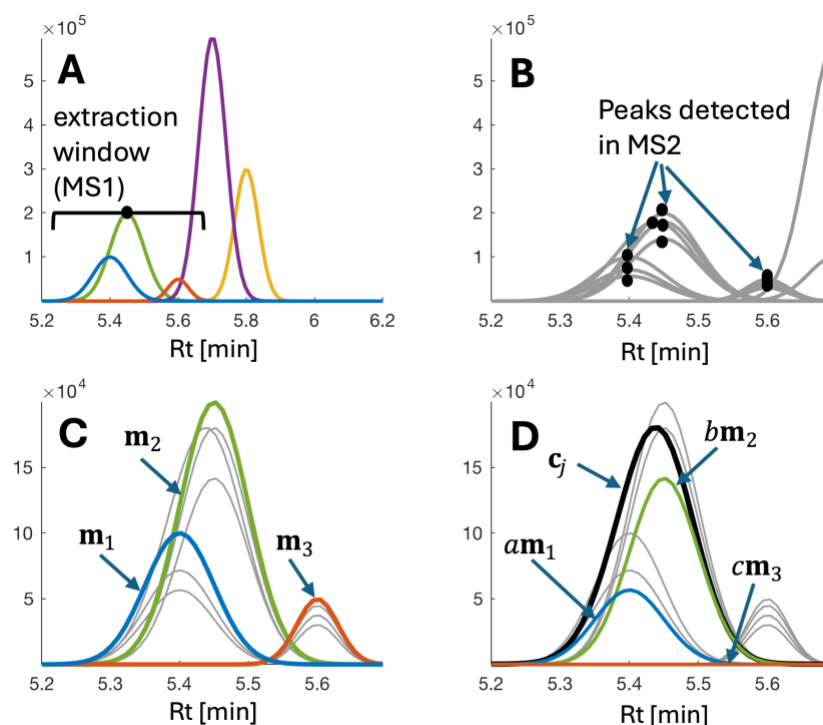 ×10⁵
A
5
4
3
2
1
extraction
window
(MS1)
5.2 5.4 5.6 5.8 6 6.2
Rt [min]
×10⁵
B
5
4
3
2
1
Peaks detected
in MS2
5.2 5.3 5.4 5.5 5.6
Rt [min]
×10⁴
C
15
10
5
m₁
m₂
m₃
5.2 5.3 5.4 5.5 5.6
Rt [min]
×10⁴
D
15
10
5
cⱼ
bm₂
am₁
cm₃
5.2 5.3 5.4 5.5 5.6
Rt [min]